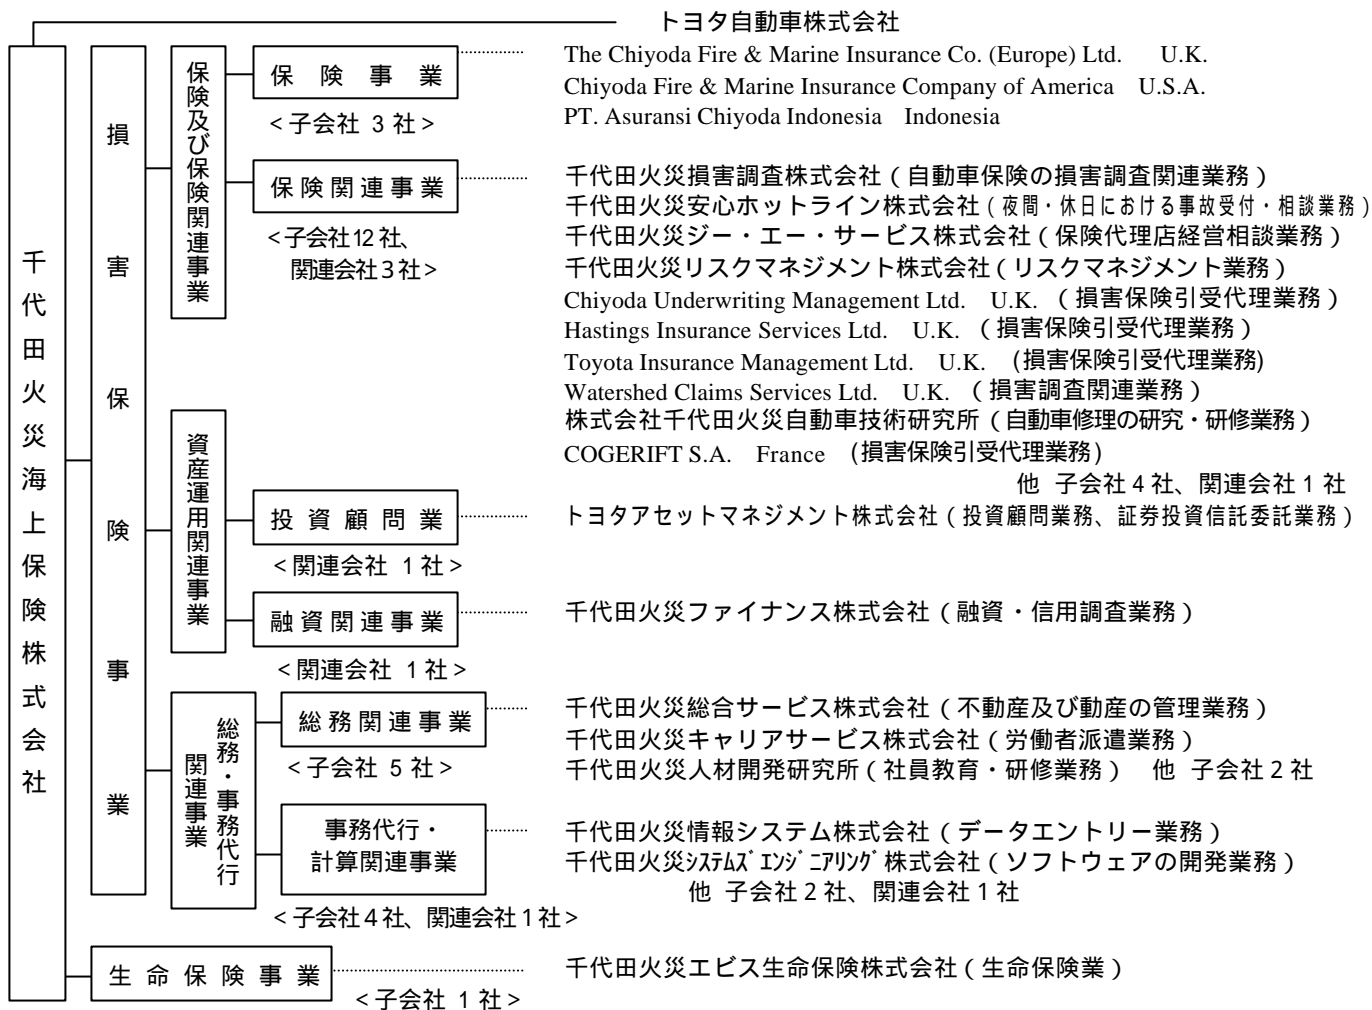 トヨタ自動車株式会社
千代田火災海上保険株式会社
損害保険事業
保険及び保険関連事業
保険事業
＜子会社 3 社＞
The Chiyoda Fire & Marine Insurance Co. (Europe) Ltd. U.K.
Chiyoda Fire & Marine Insurance Company of America U.S.A.
PT. Asuransi Chiyoda Indonesia Indonesia
保険関連事業
＜子会社12社、
関連会社３社＞
千代田火災損害調査株式会社（自動車保険の損害調査関連業務）
千代田火災安心ホットライン株式会社（夜間・休日における事故受付・相談業務）
千代田火災ジー・エー・サービス株式会社（保険代理店経営相談業務）
千代田火災リスクマネジメント株式会社（リスクマネジメント業務）
Chiyoda Underwriting Management Ltd. U.K.（損害保険引受代理業務）
Hastings Insurance Services Ltd. U.K.（損害保険引受代理業務）
Toyota Insurance Management Ltd. U.K. (損害保険引受代理業務)
Watershed Claims Services Ltd. U.K.（損害調査関連業務）
株式会社千代田火災自動車技術研究所（自動車修理の研究・研修業務）
COGERIFT S.A. France (損害保険引受代理業務)
他 子会社４社、関連会社１社
資産運用関連事業
投資顧問業
＜関連会社 1 社＞
トヨタアセットマネジメント株式会社（投資顧問業務、証券投資信託委託業務）
融資関連事業
＜関連会社 1 社＞
千代田火災ファイナンス株式会社（融資・信用調査業務）
総務・事務代行
関連事業
総務関連事業
＜子会社 5 社＞
千代田火災総合サービス株式会社（不動産及び動産の管理業務）
千代田火災キャリアサービス株式会社（労働者派遣業務）
千代田火災人材開発研究所（社員教育・研修業務） 他 子会社２社
事務代行・
計算関連事業
＜子会社４社、関連会社１社＞
千代田火災情報システム株式会社（データエントリー業務）
千代田火災ｼｽﾃﾑｽﾞｴﾝｼﾞﾆｱﾘﾝｸﾞ株式会社（ソフトウェアの開発業務）
他 子会社２社、関連会社１社
生命保険事業
＜子会社 1 社＞
千代田火災エビス生命保険株式会社（生命保険業）